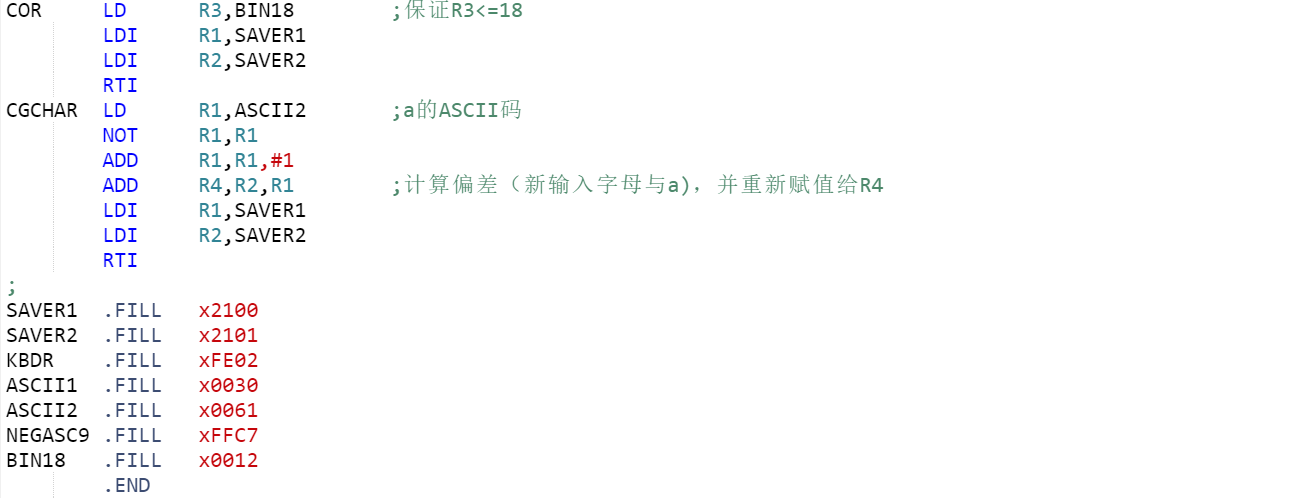 COR LD R3,BIN18 ;保证R3<=18
LDI R1,SAVER1
LDI R2,SAVER2
RTI
CGCHAR LD R1,ASCII2 ;a的ASCII码
NOT R1,R1
ADD R1,R1,#1
ADD R4,R2,R1 ;计算偏差（新输入字母与a)，并重新赋值给R4
LDI R1,SAVER1
LDI R2,SAVER2
RTI
;
SAVER1 .FILL x2100
SAVER2 .FILL x2101
KBDR .FILL xFE02
ASCII1 .FILL x0030
ASCII2 .FILL x0061
NEGASC9 .FILL xFFC7
BIN18 .FILL x0012
.END